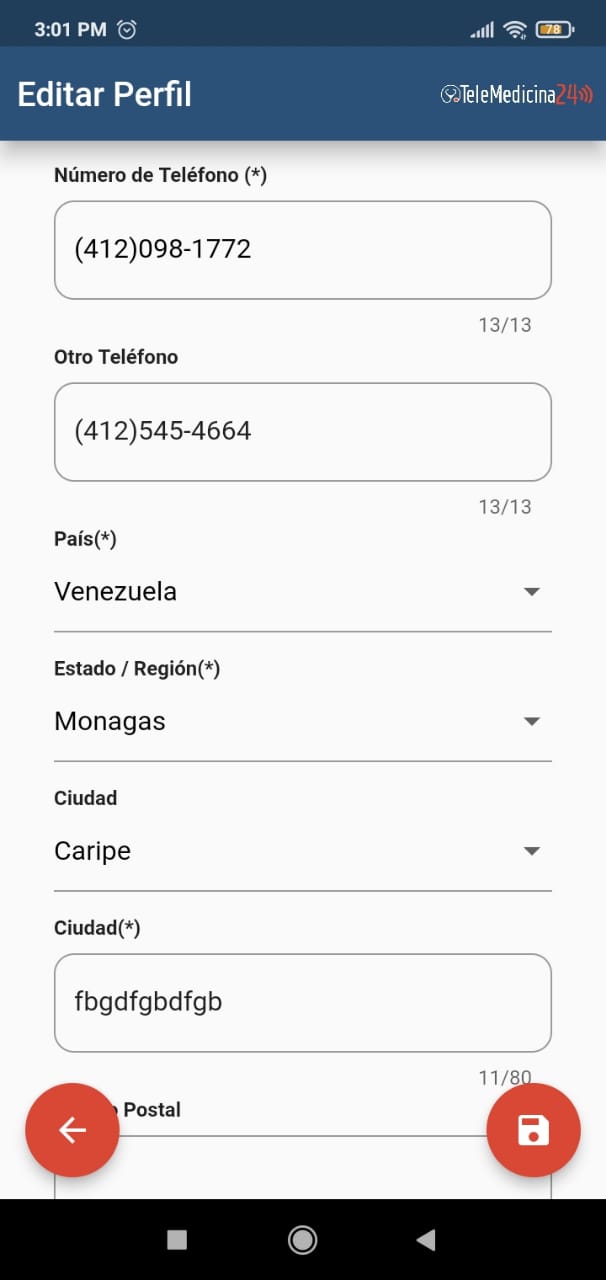 3:01 PM
78
Editar Perfil
TeleMedicina24
Número de Teléfono (*)
(412)098-1772
13/13
Otro Teléfono
(412)545-4664
13/13
País(*)
Venezuela
Estado / Región(*)
Monagas
Ciudad
Caripe
Ciudad(*)
fbgdfgbdfgb
11/80
Postal